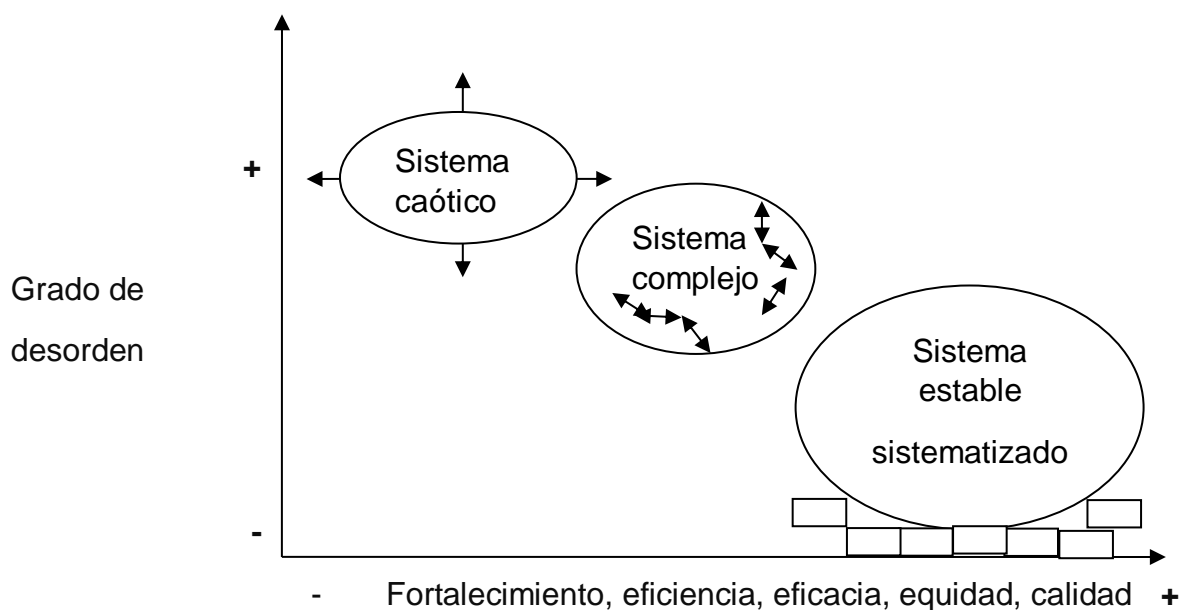 Sistema
caótico
+
Sistema
complejo
Grado de
desorden
Sistema
estable
sistematizado
-
- Fortalecimiento, eficiencia, eficacia, equidad, calidad +